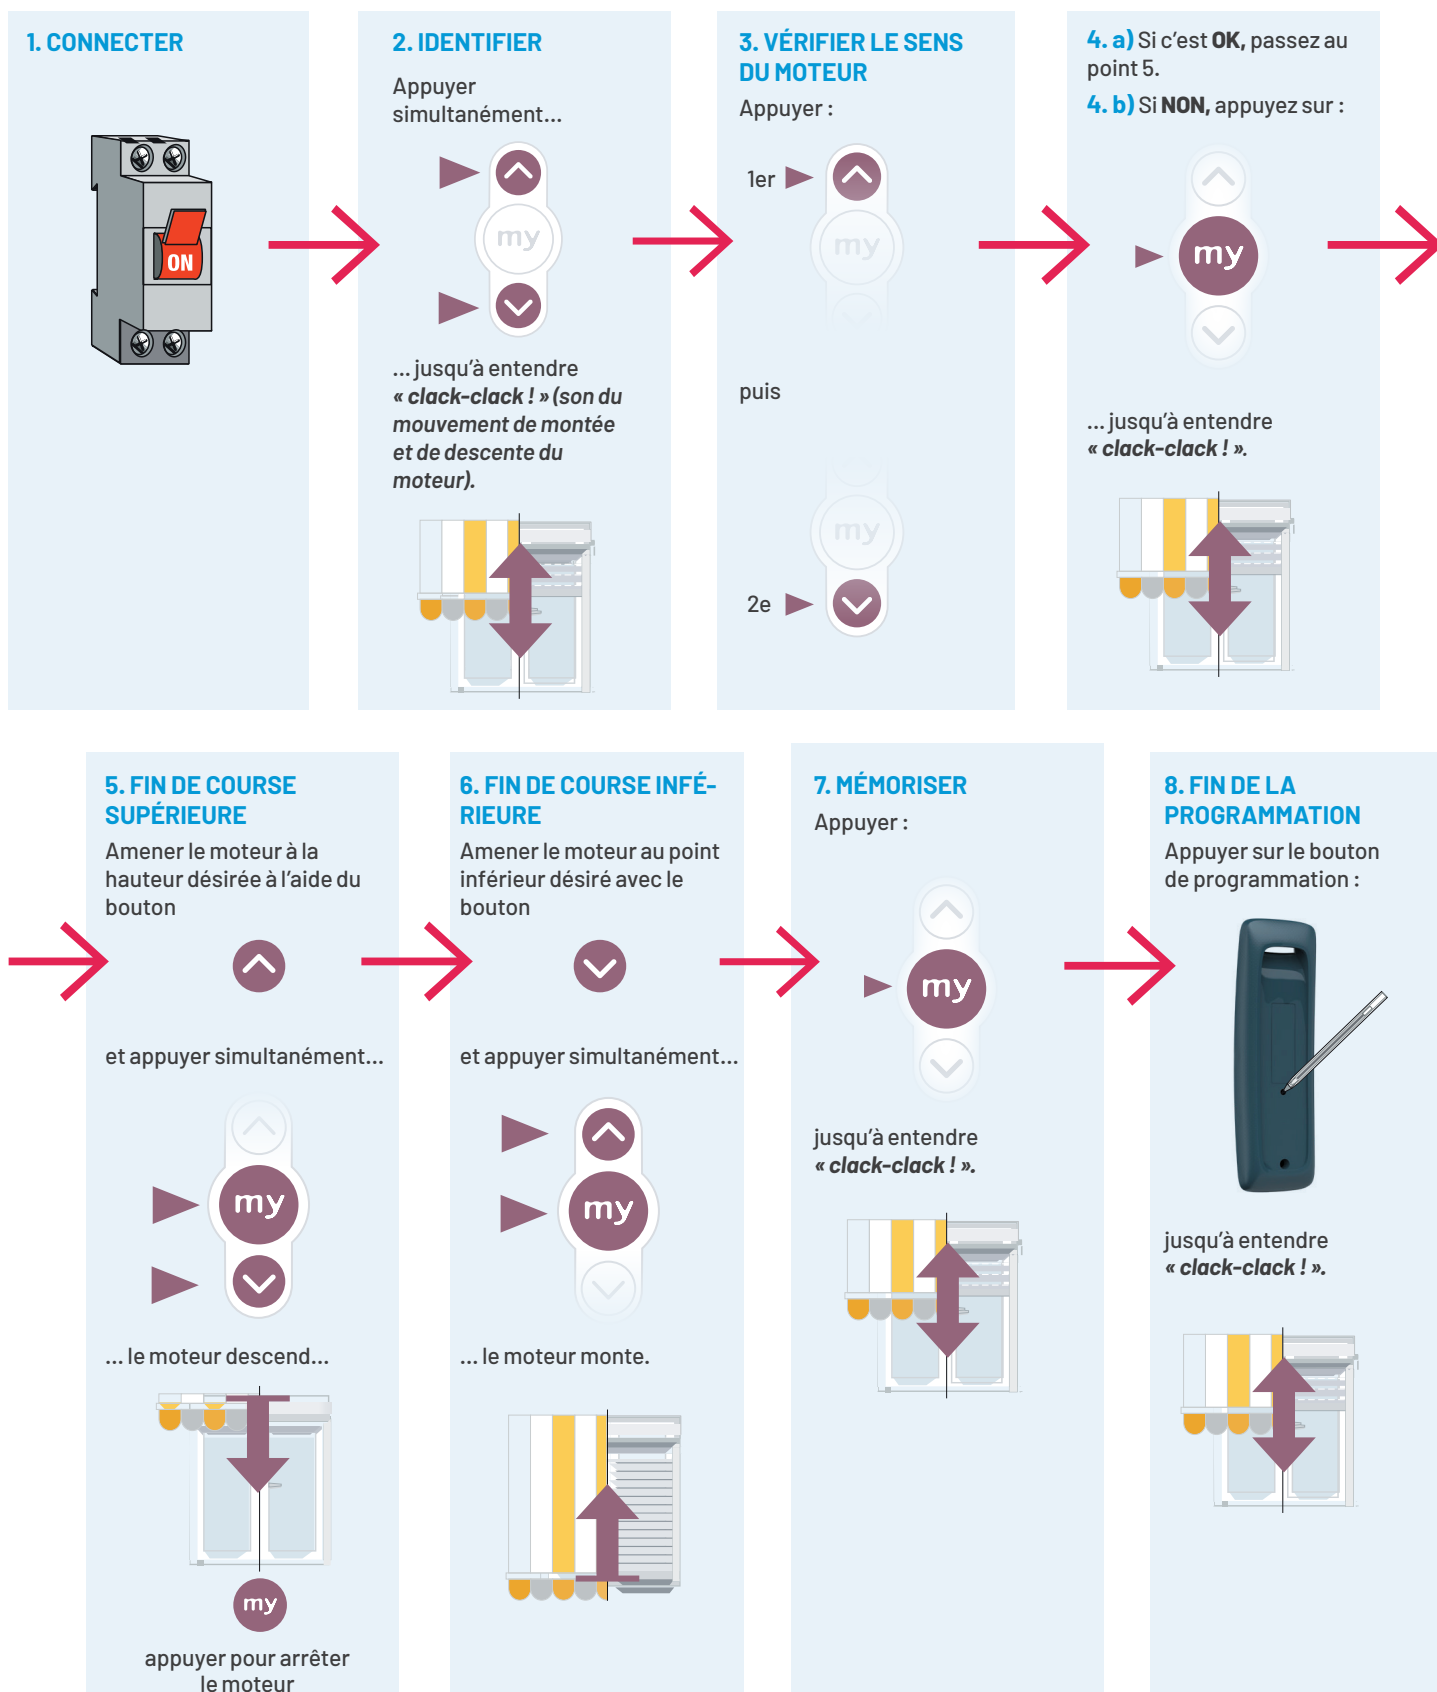 1. CONNECTER
ON
2. IDENTIFIER
Appuyer
simultanément...
my
... jusqu'à entendre
« clack-clack ! » (son du
mouvement de montée
et de descente du
moteur).
3. VÉRIFIER LE SENS
DU MOTEUR
Appuyer :
1er
my
puis
my
2e
4. a) Si c'est OK, passez au
point 5.
4. b) Si NON, appuyez sur :
my
... jusqu'à entendre
« clack-clack ! ».
5. FIN DE COURSE
SUPÉRIEURE
Amener le moteur à la
hauteur désirée à l'aide du
bouton
et appuyer simultanément...
my
... le moteur descend...
my
appuyer pour arrêter
le moteur
6. FIN DE COURSE INFÉ-
RIEURE
Amener le moteur au point
inférieur désiré avec le
bouton
et appuyer simultanément...
my
... le moteur monte.
7. MÉMORISER
Appuyer :
my
jusqu'à entendre
« clack-clack ! ».
8. FIN DE LA
PROGRAMMATION
Appuyer sur le bouton
de programmation :
jusqu'à entendre
« clack-clack ! ».